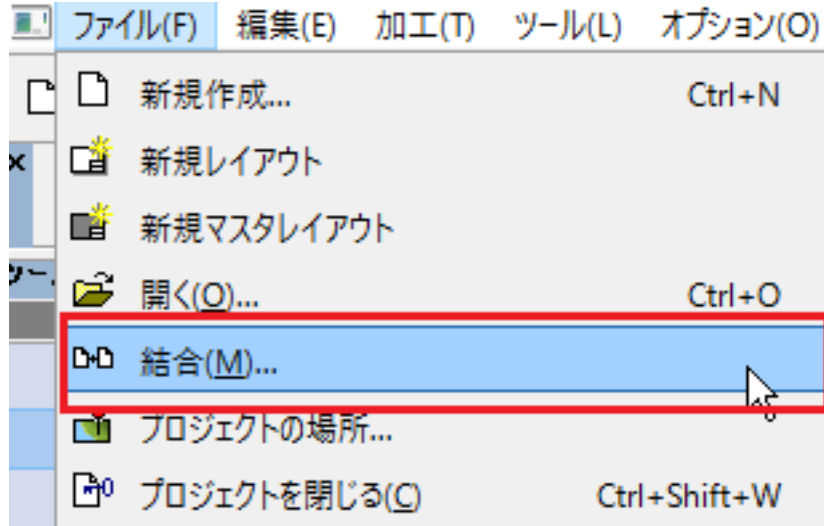 ファイル(F) 編集(E) 加工(T) ツール(L) オプション(O)
新規作成... Ctrl+N
新規レイアウト
新規マスタレイアウト
開く(O)... Ctrl+O
結合(M)...
プロジェクトの場所...
プロジェクトを閉じる(C) Ctrl+Shift+W